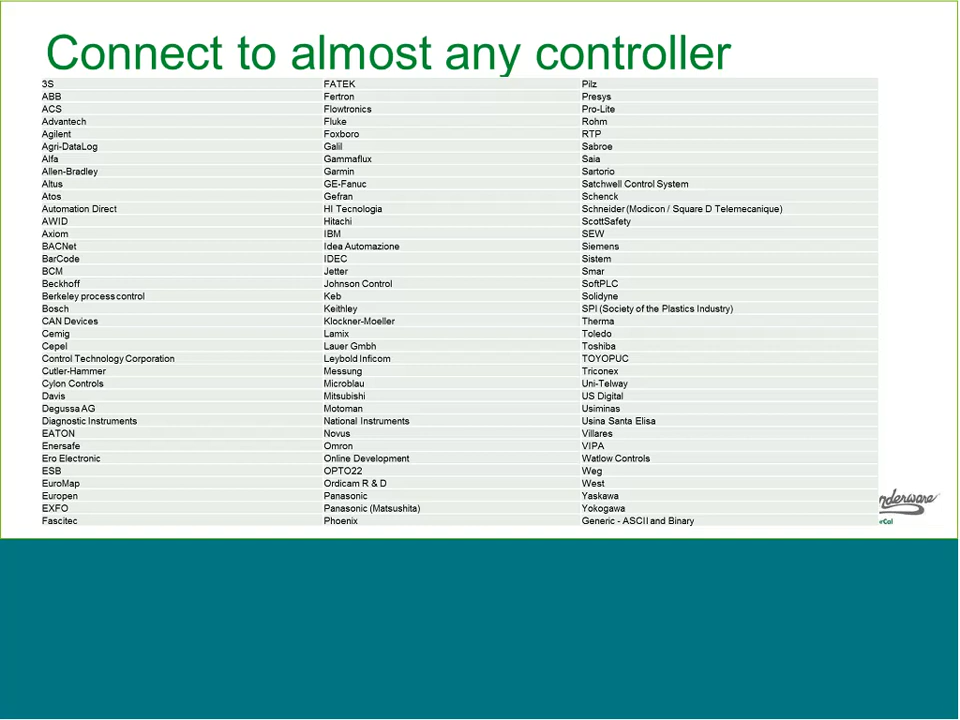 Connect to almost any controller
3S FATEK Pilz
ABB Fertron Presys
ACS Flowtronics Pro-Lite
Advantech Fluke Rohm
Agilent Foxboro RTP
Agri-DataLog Galil Sabroe
Alfa Gammaflux Saia
Allen-Bradley Garmin Sartorio
Altus GE-Fanuc Satchwell Control System
Atos Gefran Schenck
Automation Direct HI Tecnologia Schneider (Modicon / Square D Telemecanique)
AWID Hitachi ScottSafety
Axiom IBM SEW
BACNet Idea Automazione Siemens
BarCode IDEC Sistem
BCM Jetter Smar
Beckhoff Johnson Control SoftPLC
Berkeley process control Keb Solidyne
Bosch Keithley SPI (Society of the Plastics Industry)
CAN Devices Klockner-Moeller Therma
Cemig Lamix Toledo
Cepel Lauer Gmbh Toshiba
Control Technology Corporation Leybold Inficom TOYOPUC
Cutler-Hammer Messung Triconex
Cylon Controls Microblau Uni-Telway
Davis Mitsubishi US Digital
Degussa AG Motoman Usiminas
Diagnostic Instruments National Instruments Usina Santa Elisa
EATON Novus Villares
Enersafe Omron VIPA
Ero Electronic Online Development Watlow Controls
ESB OPTO22 Weg
EuroMap Ordicam R & D West
Europen Panasonic Yaskawa
EXFO Panasonic (Matsushita) Yokogawa
Fascitec Phoenix Generic - ASCII and Binary
nderware
rCal